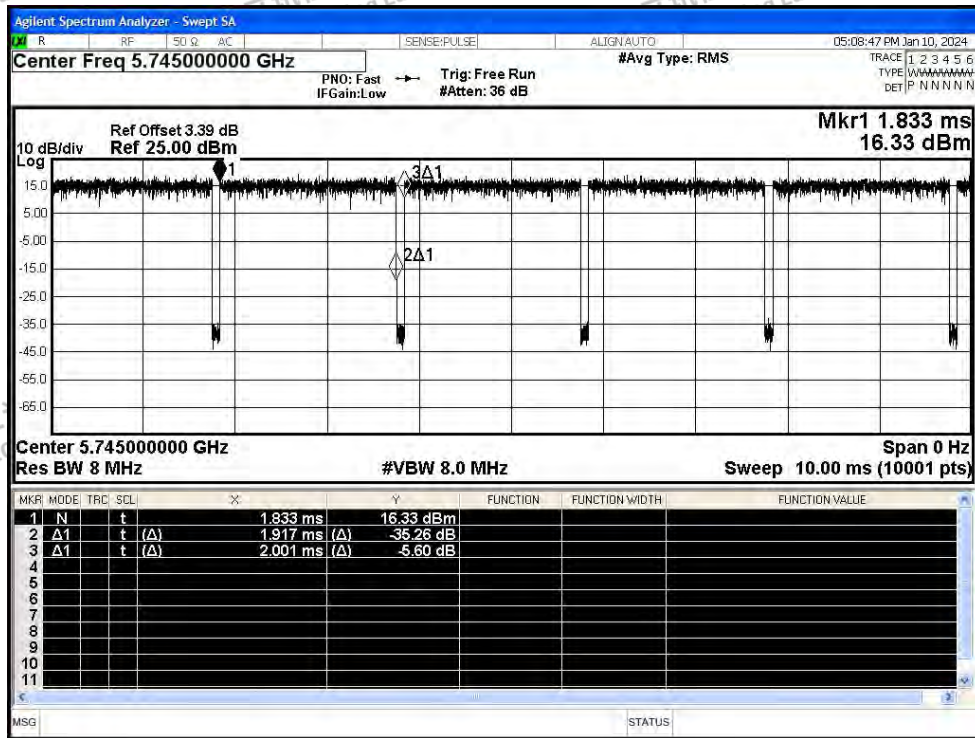 Agilent Spectrum Analyzer - Swept SA
LXI R RF 50 Ω AC SENSE:PULSE ALIGN AUTO 05:08:47 PM Jan 10, 2024
Center Freq 5.745000000 GHz #Avg Type: RMS TRACE 1 2 3 4 5 6
PNO: Fast Trig: Free Run TYPE WWWWWW
IFGain:Low #Atten: 36 dB DET P N N N N N
Mkr1 1.833 ms
16.33 dBm
Ref Offset 3.39 dB
10 dB/div Ref 25.00 dBm
Log
1
3Δ1
15.0
5.00
-5.00
2Δ1
-15.0
-25.0
-35.0
-45.0
-55.0
-65.0
Center 5.745000000 GHz Span 0 Hz
Res BW 8 MHz #VBW 8.0 MHz Sweep 10.00 ms (10001 pts)
MKR MODE TRC SCL X Y FUNCTION FUNCTION WIDTH FUNCTION VALUE
1 N t 1.833 ms 16.33 dBm
2 Δ1 t (Δ) 1.917 ms (Δ) -35.26 dB
3 Δ1 t (Δ) 2.001 ms (Δ) -5.60 dB
4
5
6
7
8
9
10
11
MSG STATUS